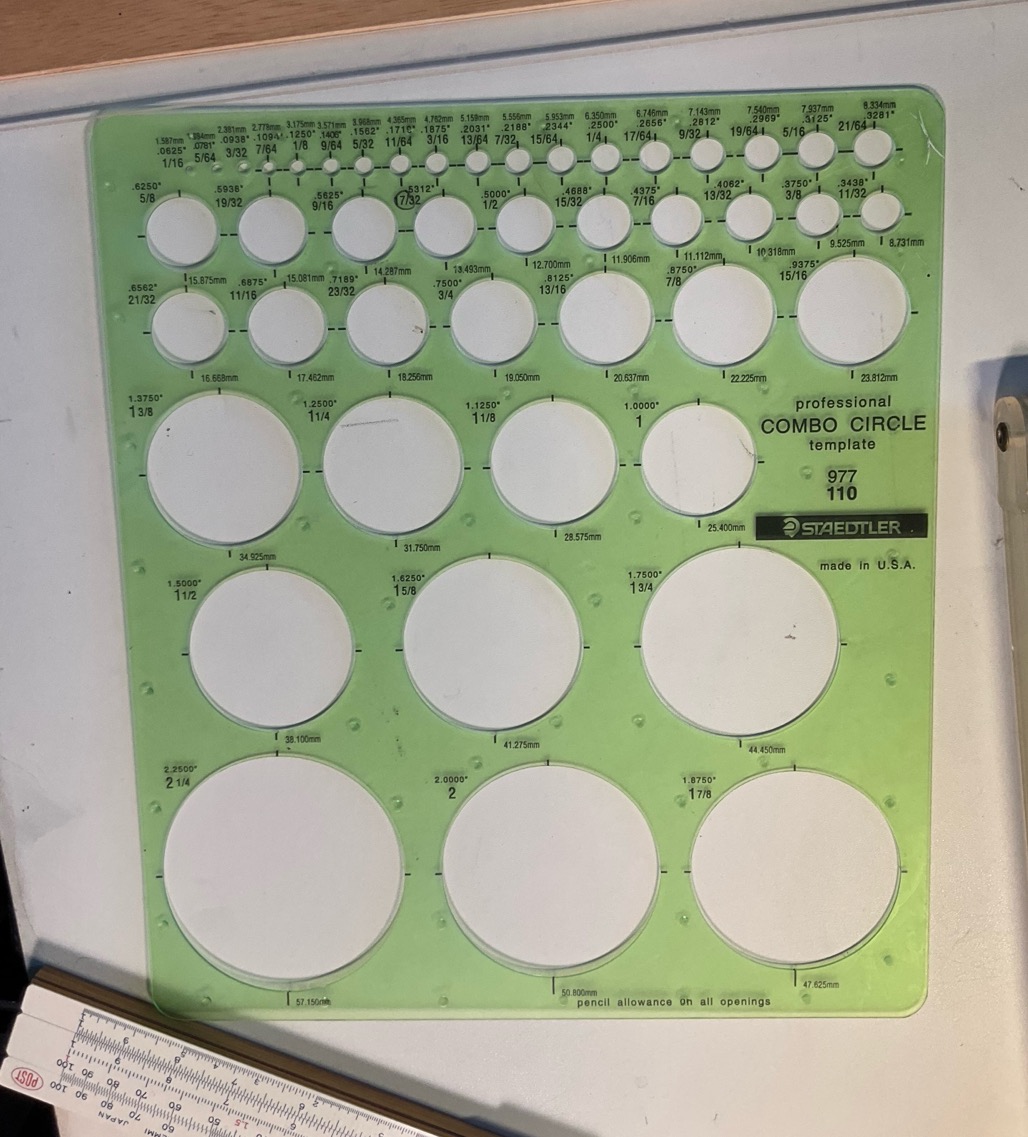 1.587mm 1.984mm 2.381mm 2.778mm 3.175mm 3.571mm 3.968mm 4.365mm 4.762mm 5.159mm 5.556mm 5.953mm 6.350mm 6.746mm 7.143mm 7.540mm 7.937mm 8.334mm
.0625" .0781" .0938" .1094" .1250" .1406" .1562" .1718" .1875" .2031" .2188" .2344" .2500" .2656" .2812" .2969" .3125" .3281"
1/16 5/64 3/32 7/64 1/8 9/64 5/32 11/64 3/16 13/64 7/32 15/64 1/4 17/64 9/32 19/64 5/16 21/64
.6250" .5938" .5625" .5312" .5000" .4688" .4375" .4062" .3750" .3438"
5/8 19/32 9/16 17/32 1/2 15/32 7/16 13/32 3/8 11/32
15.875mm 15.081mm 14.287mm 13.493mm 12.700mm 11.906mm 11.112mm 10.318mm 9.525mm 8.731mm
.6562" .6875" .7189" .7500" .8125" .8750" .9375"
21/32 11/16 23/32 3/4 13/16 7/8 15/16
16.668mm 17.462mm 18.256mm 19.050mm 20.637mm 22.225mm 23.812mm
1.3750" 1.2500" 1.1250" 1.0000"
1 3/8 1 1/4 1 1/8 1
34.925mm 31.750mm 28.575mm 25.400mm
professional
COMBO CIRCLE
template
977
110
STAEDTLER
made in U.S.A.
1.5000" 1.6250" 1.7500"
1 1/2 1 5/8 1 3/4
38.100mm 41.275mm 44.450mm
2.2500" 2.0000" 1.8750"
2 1/4 2 1 7/8
57.150mm 50.800mm 47.625mm
pencil allowance on all openings
POST
JAPAN